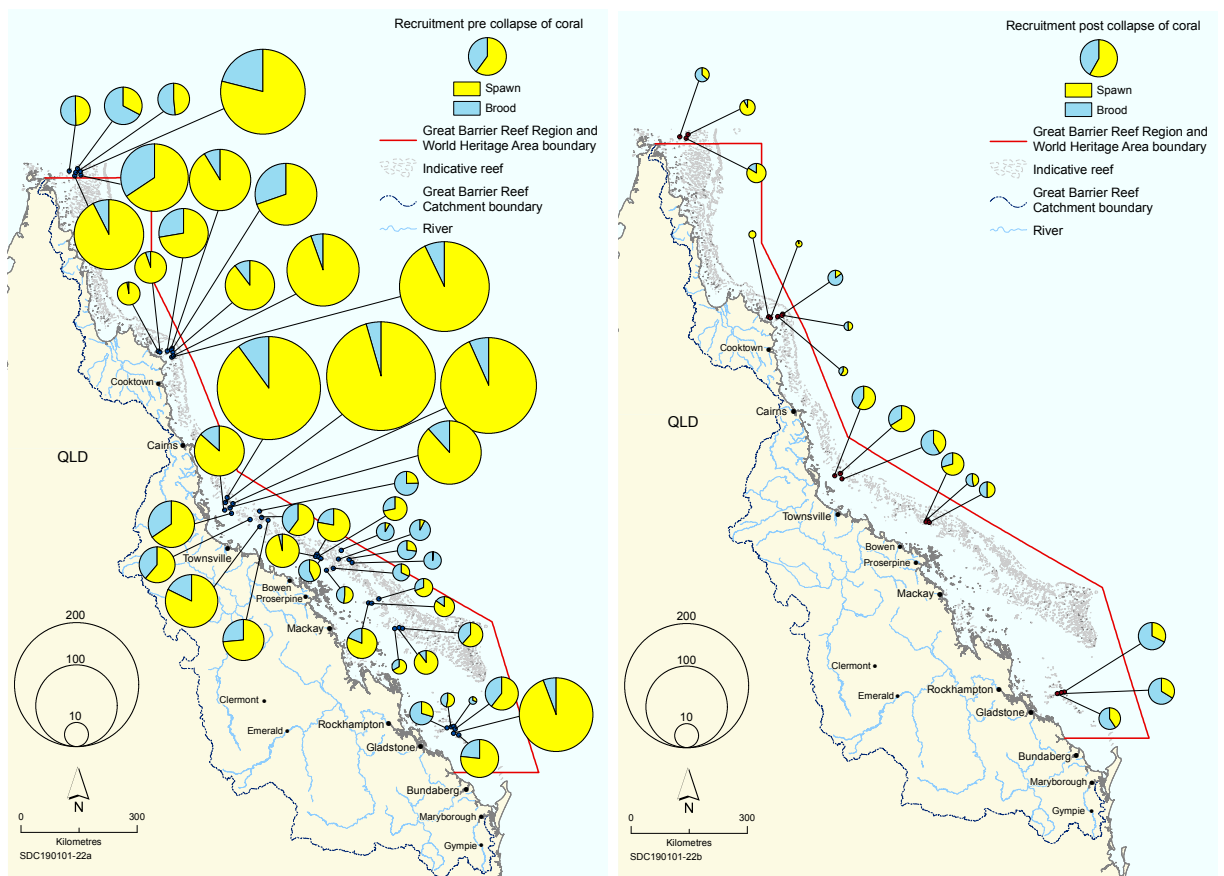 Recruitment pre collapse of coral
Spawn
Brood
Great Barrier Reef Region and
World Heritage Area boundary
Indicative reef
Great Barrier Reef
Catchment boundary
River
Cooktown
Cairns
QLD
Townsville
Bowen
Proserpine
Mackay
Clermont
Emerald
Rockhampton
Gladstone
Bundaberg
Maryborough
Gympie
200
100
10
N
0 300
Kilometres
SDC190101-22a
Recruitment post collapse of coral
Spawn
Brood
Great Barrier Reef Region and
World Heritage Area boundary
Indicative reef
Great Barrier Reef
Catchment boundary
River
Cooktown
Cairns
QLD
Townsville
Bowen
Proserpine
Mackay
Clermont
Emerald
Rockhampton
Gladstone
Bundaberg
Maryborough
Gympie
200
100
10
N
0 300
Kilometres
SDC190101-22b